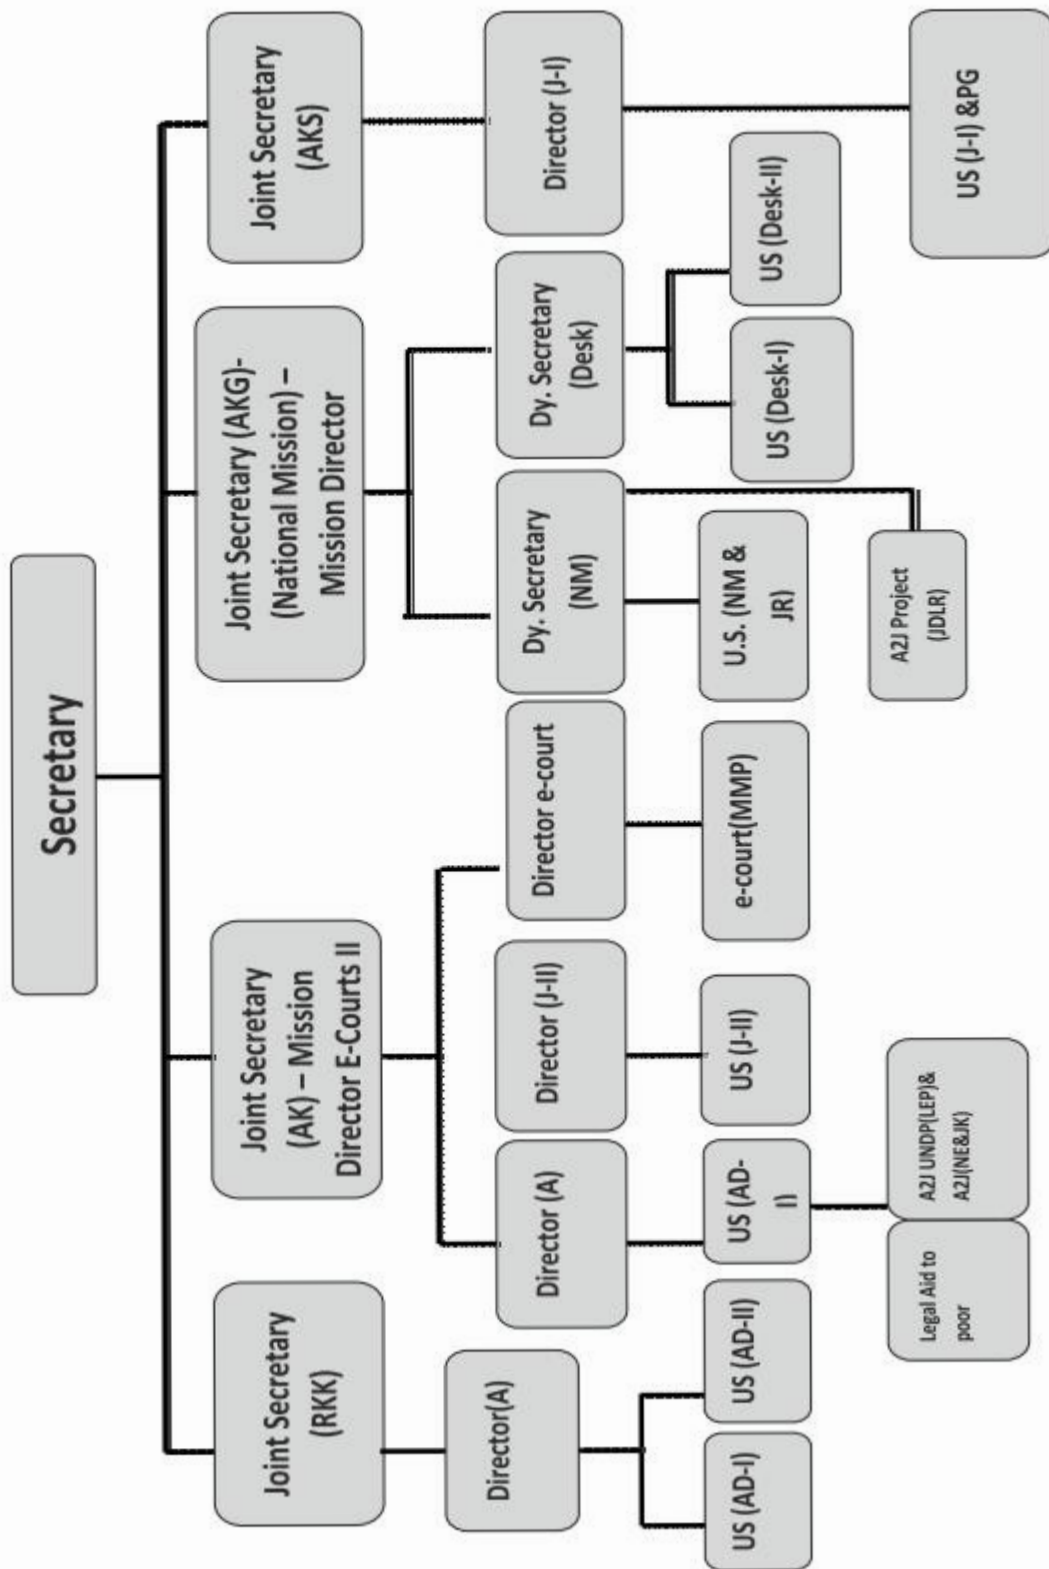 Secretary
Joint Secretary
(RKK)
Joint Secretary
(AK) – Mission
Director E-Courts II
Joint Secretary (AKG)-
(National Mission) –
Mission Director
Joint Secretary
(AKS)
Director(A)
Director (A)
Director (J-II)
Director e-court
Dy. Secretary
(NM)
Dy. Secretary
(Desk)
Director (J-I)
US (AD-I)
US (AD-II)
US (AD-
I)
US (J-II)
e-court(MMP)
U.S. (NM &
JR)
US (Desk-I)
US (Desk-II)
Legal Aid to
poor
A2J UNDP(LEP)&
A2J(NE&JK)
A2J Project
(JDLR)
US (J-I) &PG